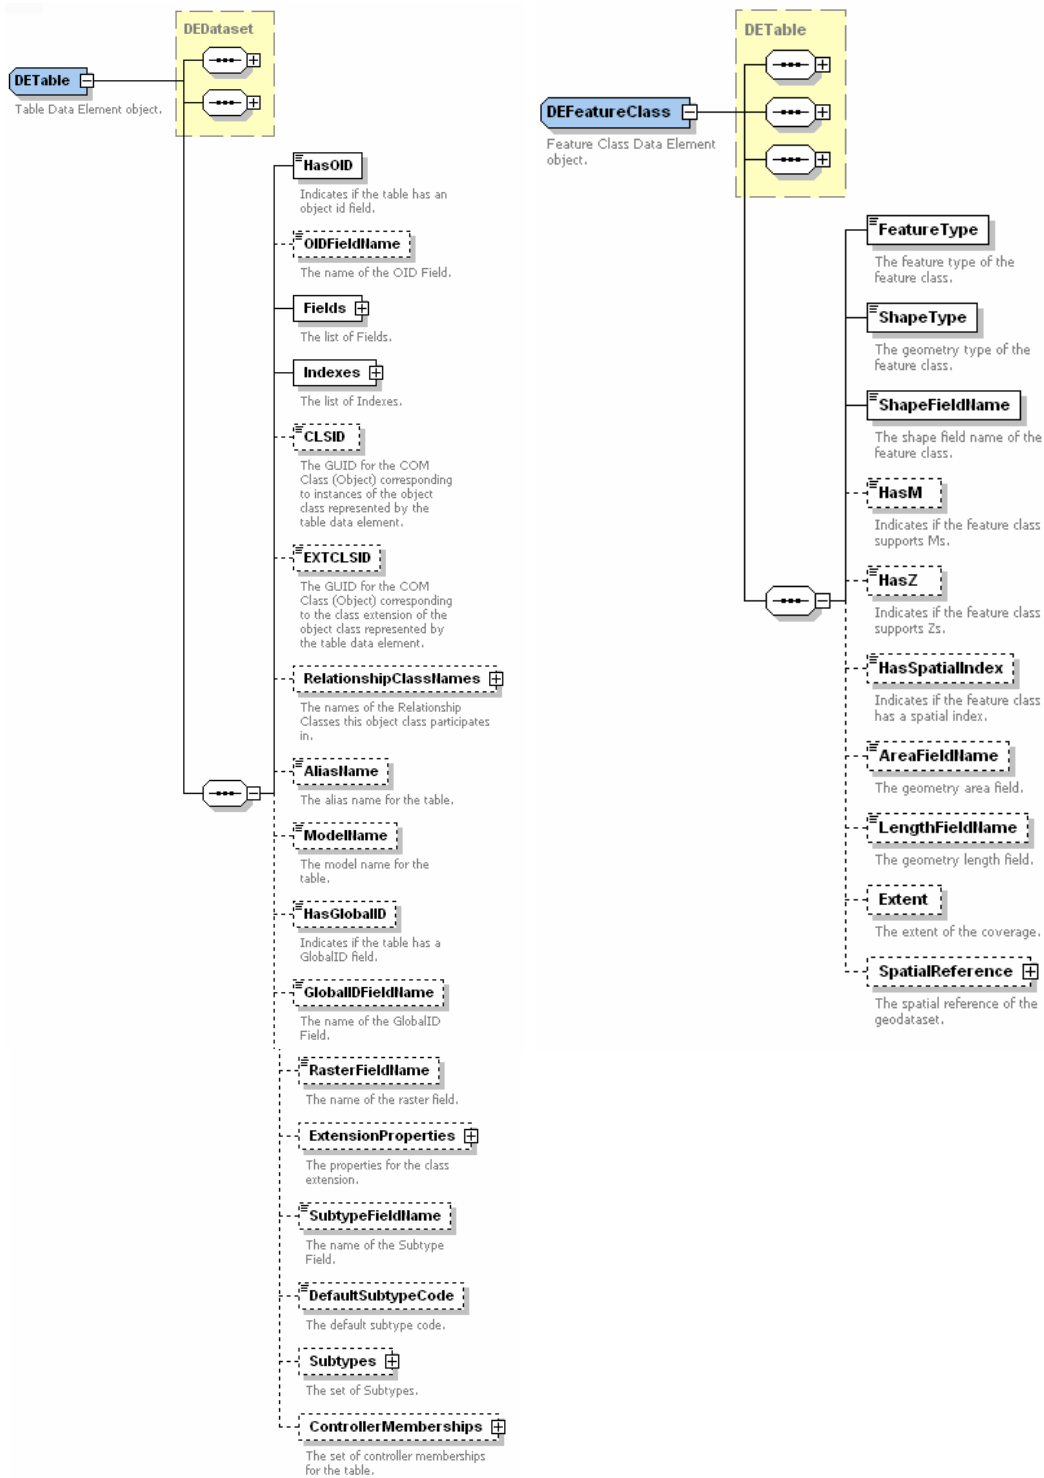 DEDataset
DETable
Table Data Element object.
HasOID
Indicates if the table has an
object id field.
OIDFieldName
The name of the OID Field.
Fields
The list of Fields.
Indexes
The list of Indexes.
CLSID
The GUID for the COM
Class (Object) corresponding
to instances of the object
class represented by the
table data element.
EXTCLSID
The GUID for the COM
Class (Object) corresponding
to the class extension of the
object class represented by
the table data element.
RelationshipClassNames
The names of the Relationship
Classes this object class participates
in.
AliasName
The alias name for the table.
ModelName
The model name for the
table.
HasGlobalID
Indicates if the table has a
GlobalID field.
GlobalIDFieldName
The name of the GlobalID
Field.
RasterFieldName
The name of the raster field.
ExtensionProperties
The properties for the class
extension.
SubtypeFieldName
The name of the Subtype
Field.
DefaultSubtypeCode
The default subtype code.
Subtypes
The set of Subtypes.
ControllerMemberships
The set of controller memberships
for the table.
DETable
DEFeatureClass
Feature Class Data Element
object.
FeatureType
The feature type of the
feature class.
ShapeType
The geometry type of the
feature class.
ShapeFieldName
The shape field name of the
feature class.
HasM
Indicates if the feature class
supports Ms.
HasZ
Indicates if the feature class
supports Zs.
HasSpatialIndex
Indicates if the feature class
has a spatial index.
AreaFieldName
The geometry area field.
LengthFieldName
The geometry length field.
Extent
The extent of the coverage.
SpatialReference
The spatial reference of the
geodataset.